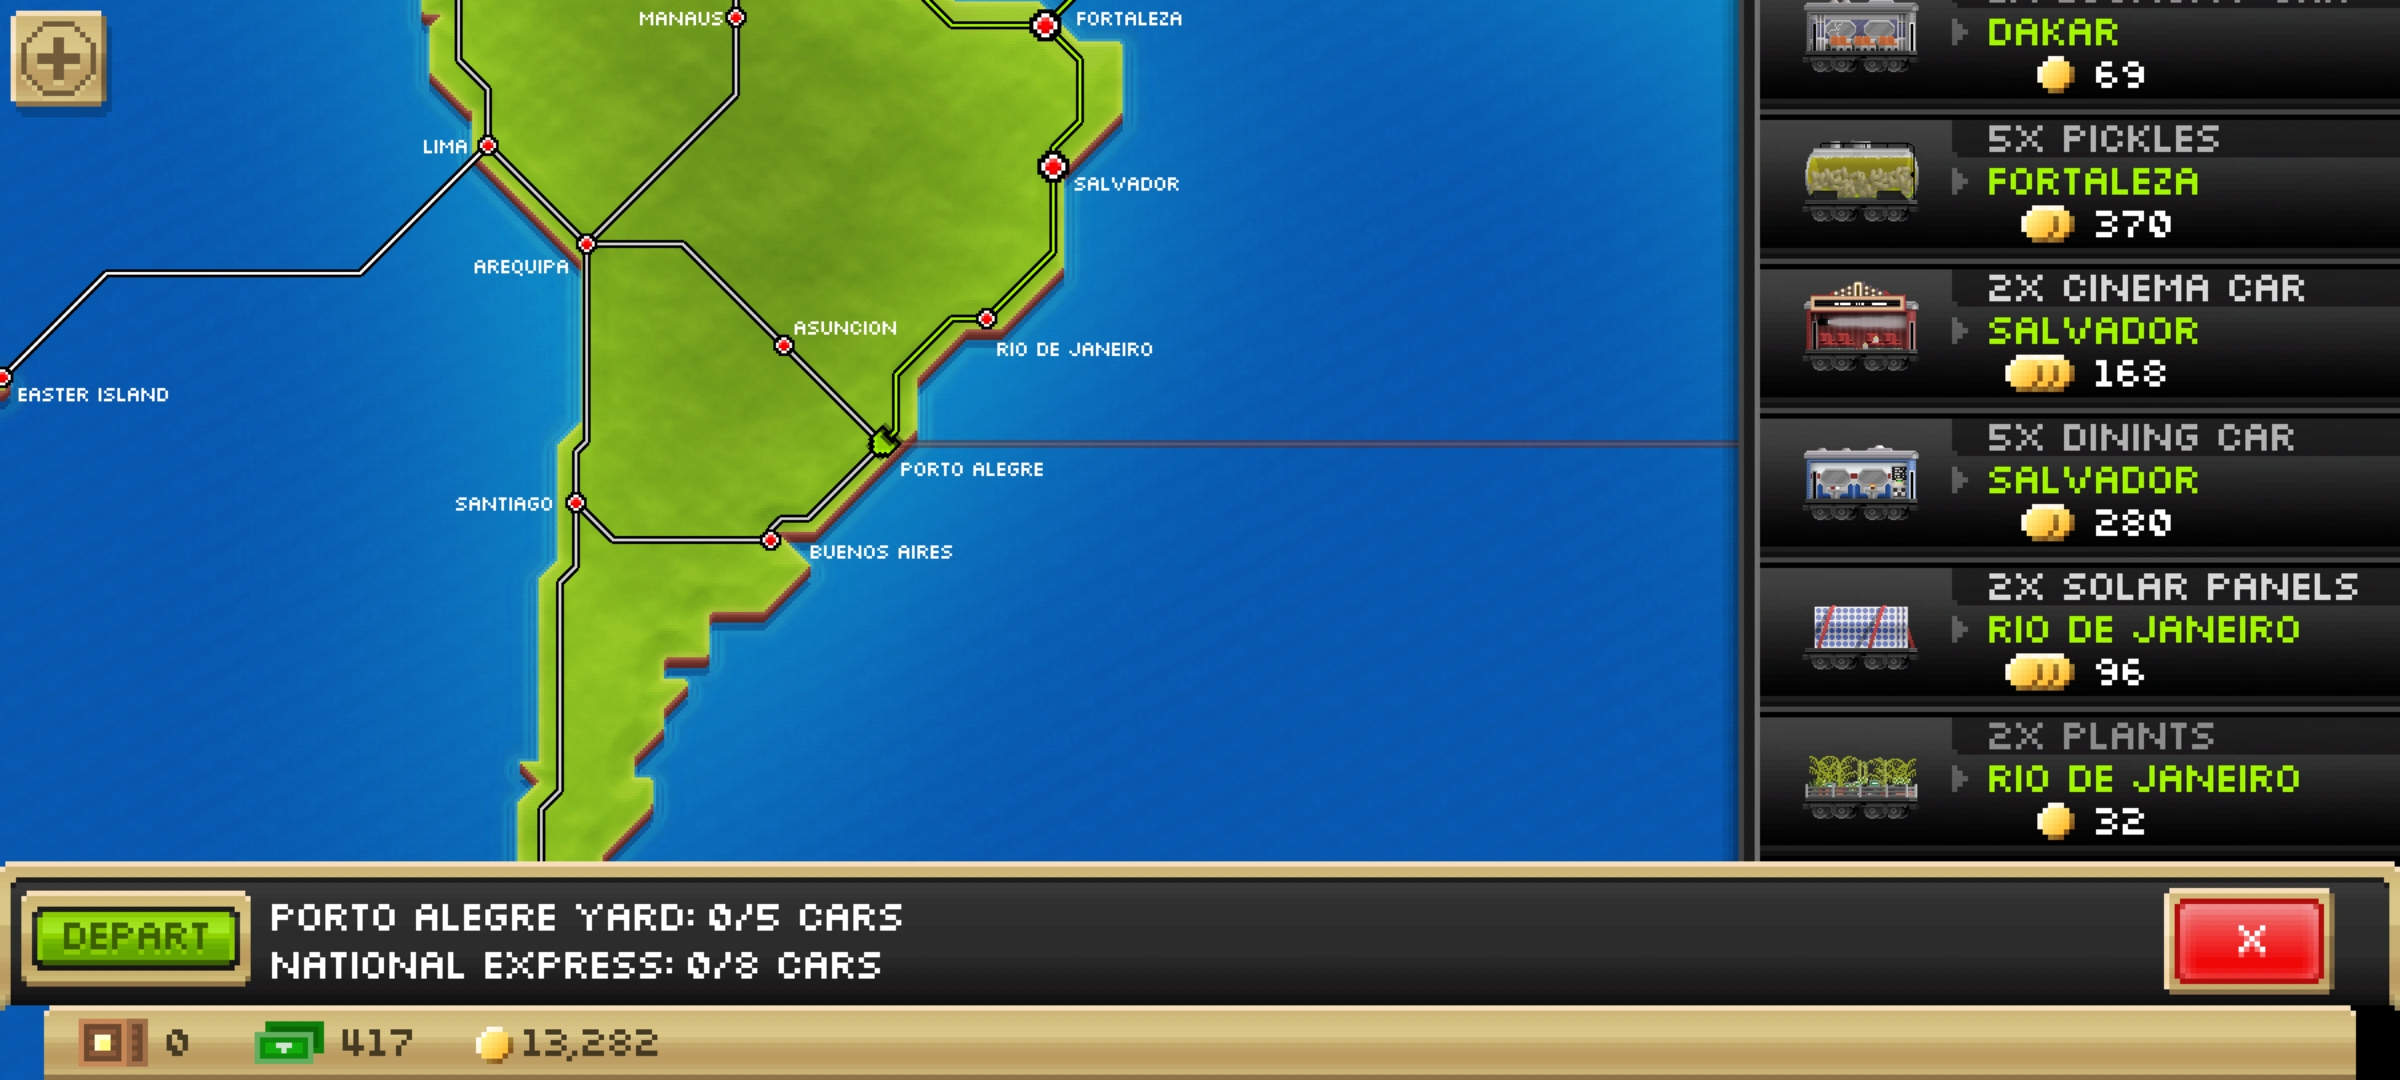 MANAUS
FORTALEZA
LIMA
SALVADOR
AREQUIPA
ASUNCION
RIO DE JANEIRO
EASTER ISLAND
PORTO ALEGRE
SANTIAGO
BUENOS AIRES
DAKAR
69
5X PICKLES
FORTALEZA
370
2X CINEMA CAR
SALVADOR
168
5X DINING CAR
SALVADOR
280
2X SOLAR PANELS
RIO DE JANEIRO
96
2X PLANTS
RIO DE JANEIRO
32
DEPART
PORTO ALEGRE YARD: 0/5 CARS
NATIONAL EXPRESS: 0/8 CARS
X
0 417 13,282